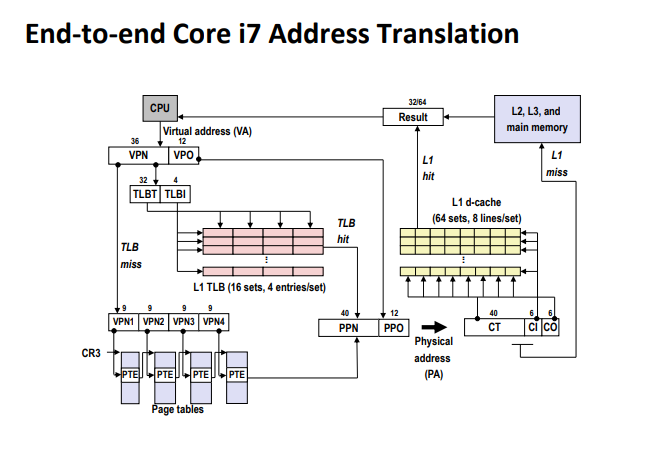 End-to-end Core i7 Address Translation
CPU
32/64
Result
L2, L3, and
main memory
Virtual address (VA)
36
12
VPN
VPO
L1
hit
L1
miss
32
4
TLBT
TLBI
L1 d-cache
(64 sets, 8 lines/set)
TLB
hit
TLB
miss
...
...
L1 TLB (16 sets, 4 entries/set)
9
9
9
9
VPN1
VPN2
VPN3
VPN4
40
12
PPN
PPO
40
6
6
CT
CI
CO
Physical
address
(PA)
CR3
PTE
PTE
PTE
PTE
Page tables